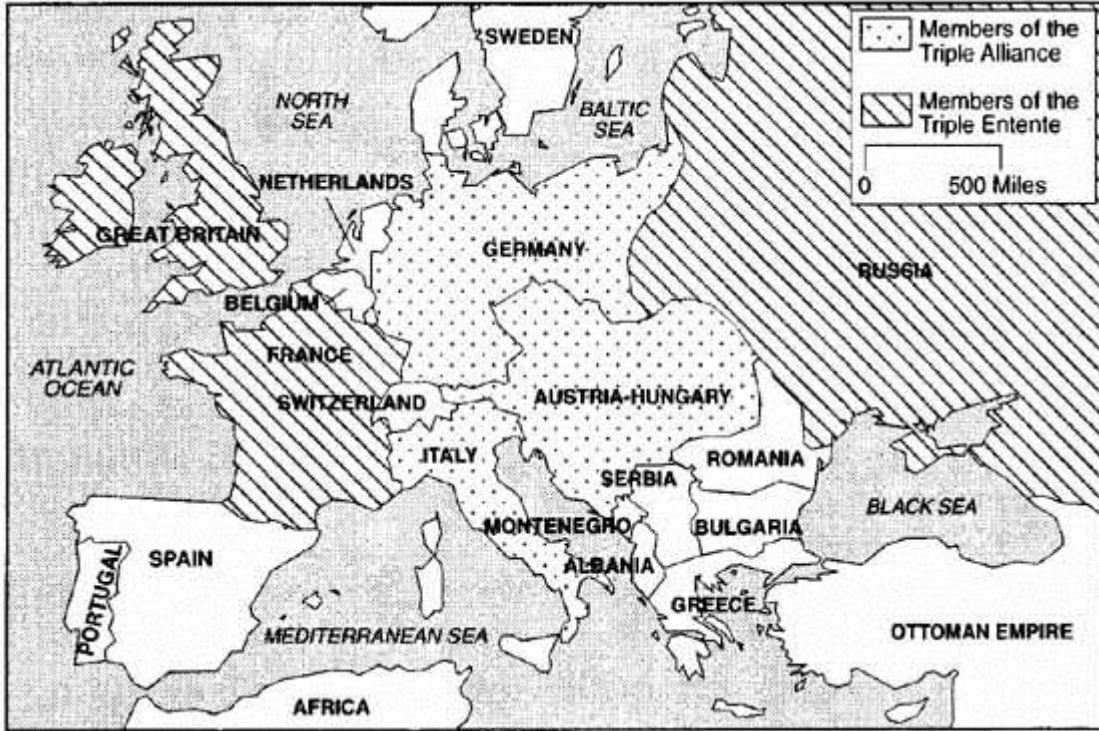 SWEDEN
Members of the
Triple Alliance
NORTH
SEA
BALTIC
SEA
Members of the
Triple Entente
0 500 Miles
NETHERLANDS
GREAT BRITAIN
GERMANY
RUSSIA
BELGIUM
FRANCE
ATLANTIC
OCEAN
SWITZERLAND
AUSTRIA-HUNGARY
ITALY
ROMANIA
SERBIA
BLACK SEA
MONTENEGRO
BULGARIA
SPAIN
ALBANIA
PORTUGAL
GREECE
MEDITERRANEAN SEA
OTTOMAN EMPIRE
AFRICA